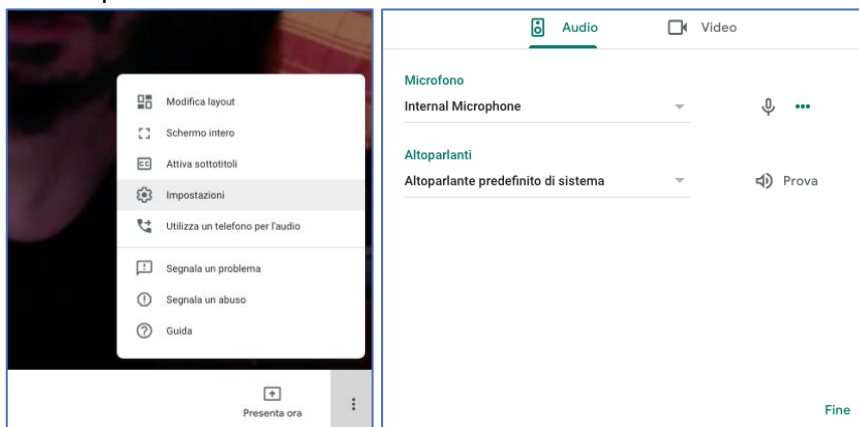 Modifica layout
Schermo intero
Attiva sottotitoli
Impostazioni
Utilizza un telefono per l'audio
Segnala un problema
Segnala un abuso
Guida
Presenta ora
Audio Video
Microfono
Internal Microphone
Altoparlanti
Altoparlante predefinito di sistema Prova
Fine